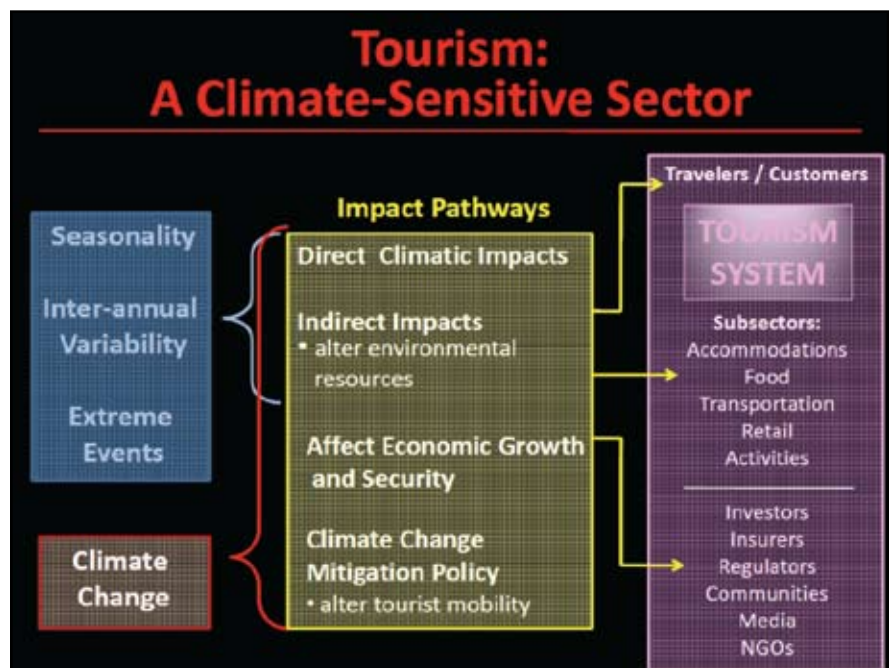 Tourism:
A Climate-Sensitive Sector
Seasonality
Inter-annual
Variability
Extreme
Events
Climate
Change
Impact Pathways
Direct Climatic Impacts
Indirect Impacts
• alter environmental
resources
Affect Economic Growth
and Security
Climate Change
Mitigation Policy
• alter tourist mobility
Travelers / Customers
TOURISM
SYSTEM
Subsectors:
Accommodations
Food
Transportation
Retail
Activities
Investors
Insurers
Regulators
Communities
Media
NGOs